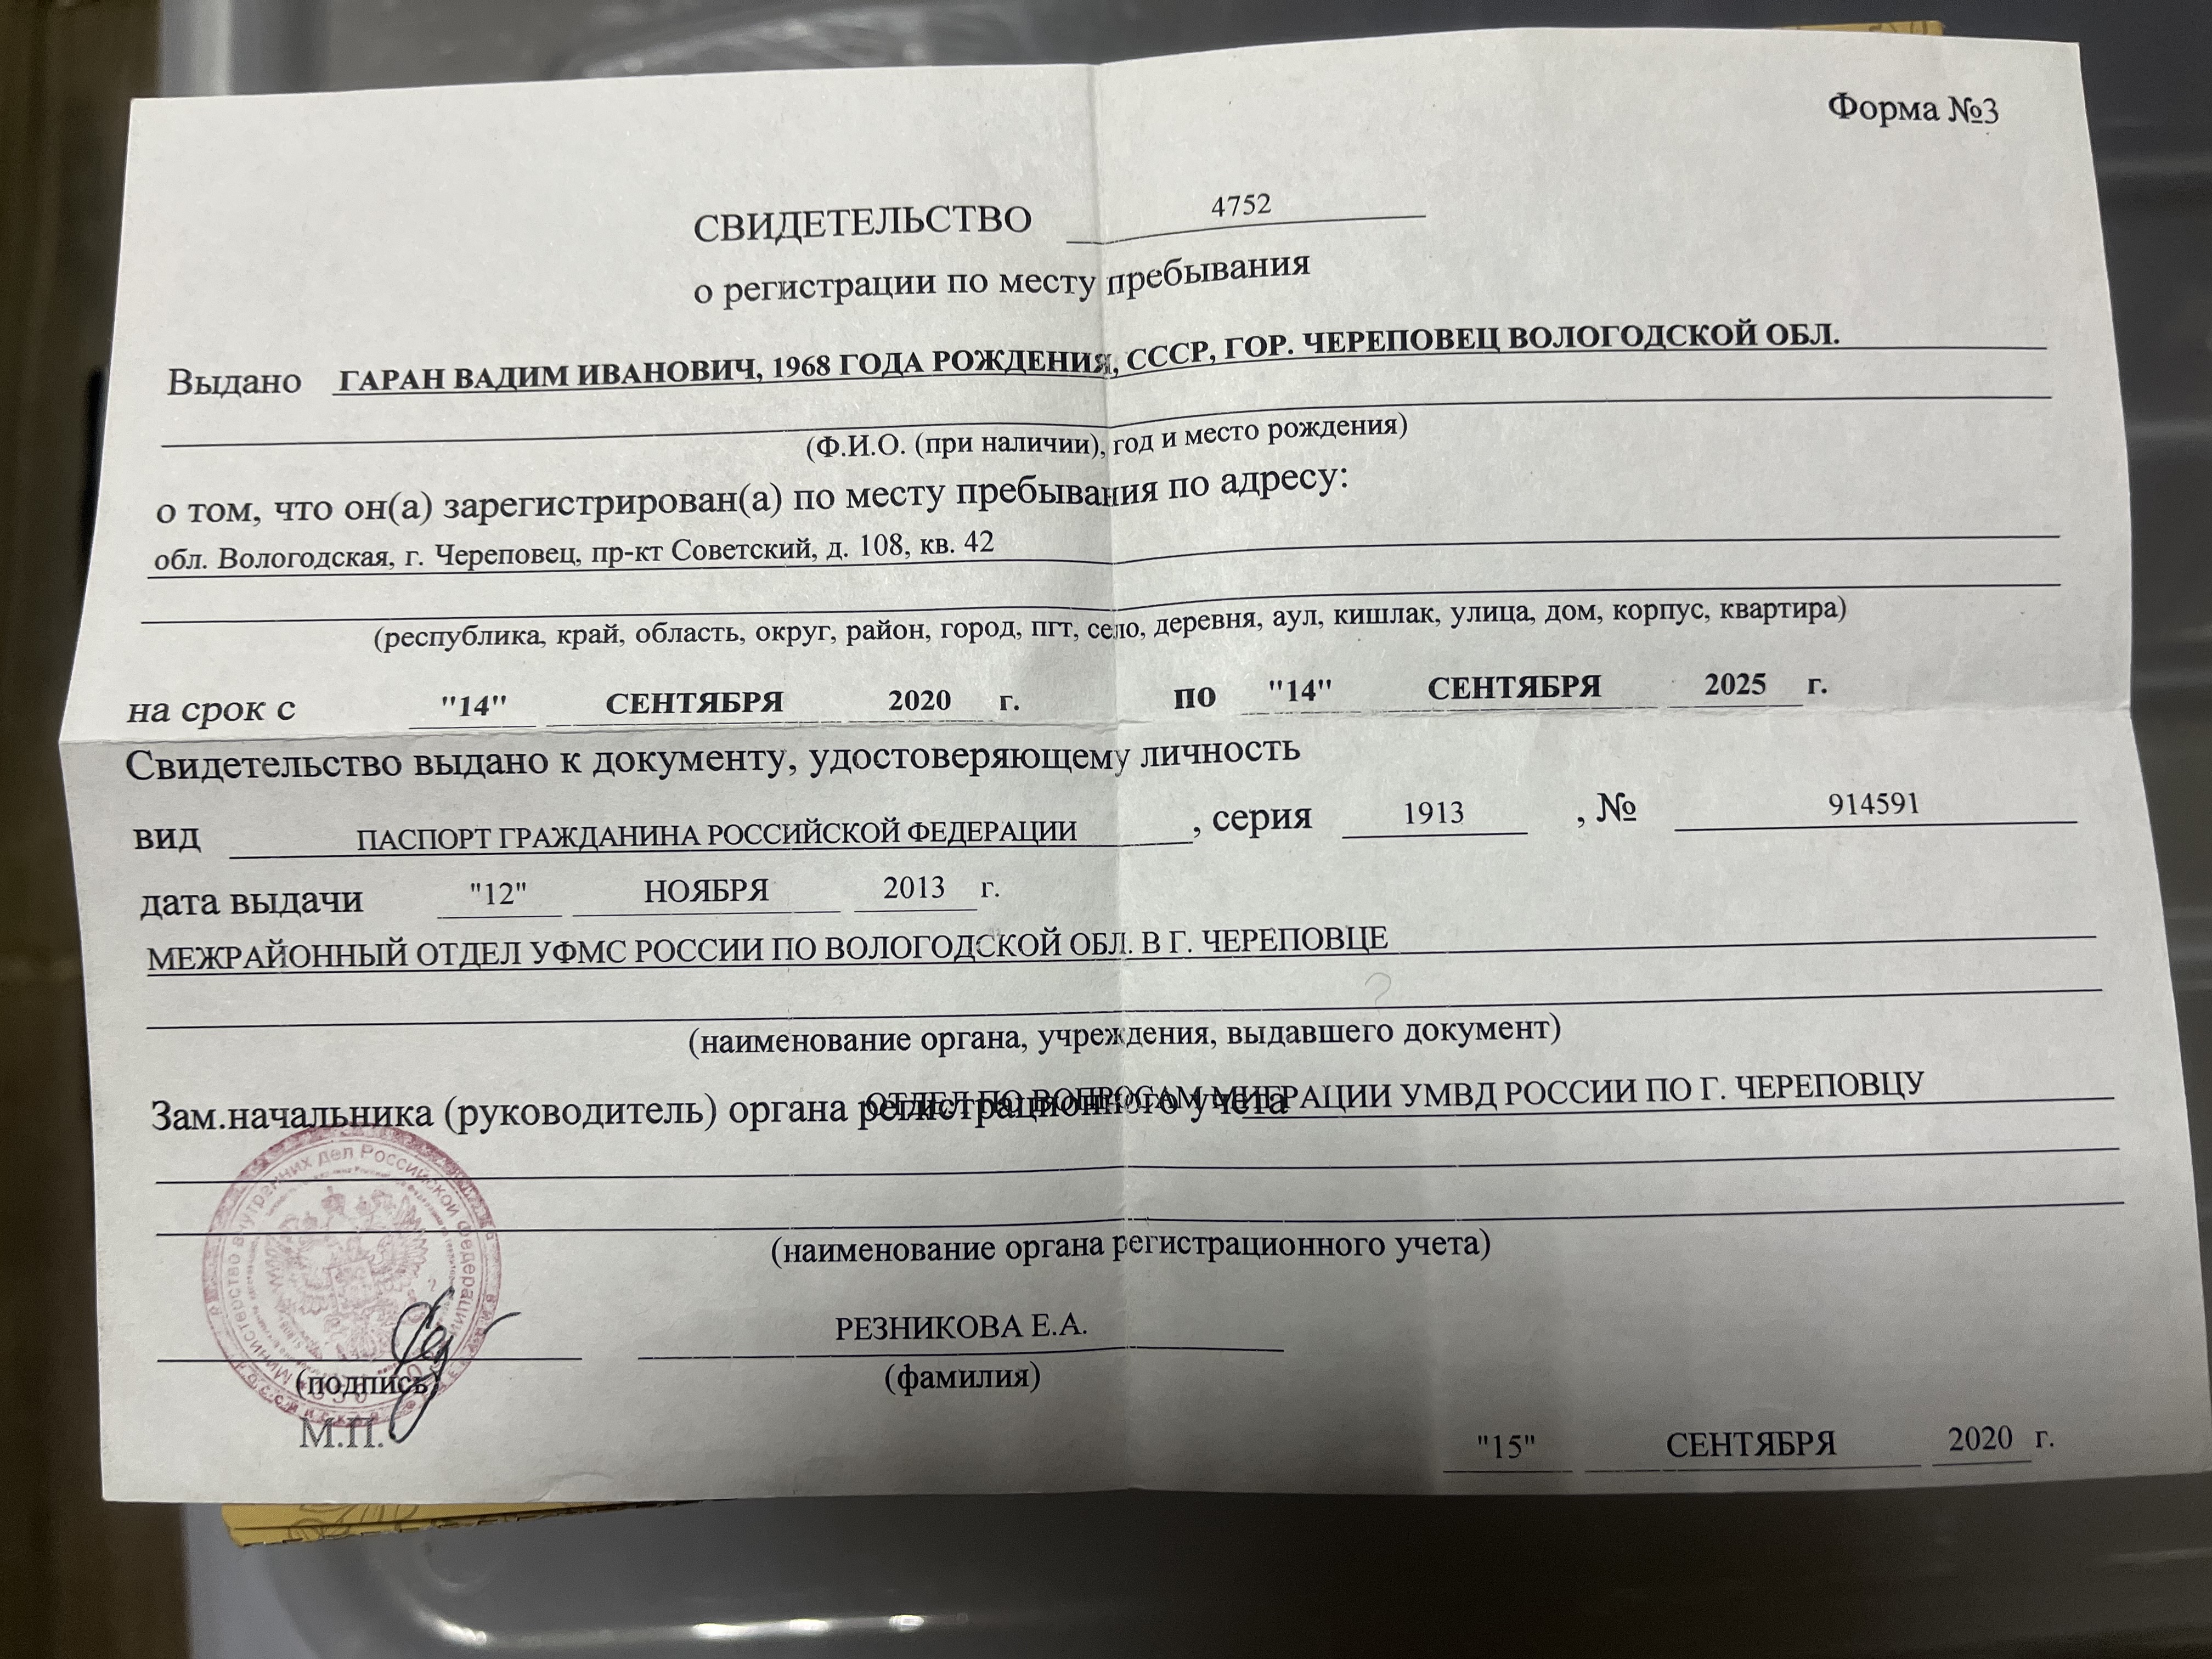 Форма №3
СВИДЕТЕЛЬСТВО 4752
о регистрации по месту пребывания
Выдано ГАРАН ВАДИМ ИВАНОВИЧ, 1968 ГОДА РОЖДЕНИЯ, СССР, ГОР. ЧЕРЕПОВЕЦ ВОЛОГОДСКОЙ ОБЛ.
(Ф.И.О. (при наличии), год и место рождения)
о том, что он(а) зарегистрирован(а) по месту пребывания по адресу:
обл. Вологодская, г. Череповец, пр-кт Советский, д. 108, кв. 42
(республика, край, область, округ, район, город, пгт, село, деревня, аул, кишлак, улица, дом, корпус, квартира)
на срок с "14" СЕНТЯБРЯ 2020 г. по "14" СЕНТЯБРЯ 2025 г.
Свидетельство выдано к документу, удостоверяющему личность
вид ПАСПОРТ ГРАЖДАНИНА РОССИЙСКОЙ ФЕДЕРАЦИИ, серия 1913, № 914591
дата выдачи "12" НОЯБРЯ 2013 г.
МЕЖРАЙОННЫЙ ОТДЕЛ УФМС РОССИИ ПО ВОЛОГОДСКОЙ ОБЛ. В Г. ЧЕРЕПОВЦЕ
(наименование органа, учреждения, выдавшего документ)
Зам.начальника (руководитель) органа регистрационного учета ОТДЕЛ ПО ВОПРОСАМ МИГРАЦИИ УМВД РОССИИ ПО Г. ЧЕРЕПОВЦУ
(наименование органа регистрационного учета)
Министерство внутренних дел Российской Федерации
РЕЗНИКОВА Е.А.
(подпись) (фамилия)
М.П.
"15" СЕНТЯБРЯ 2020 г.